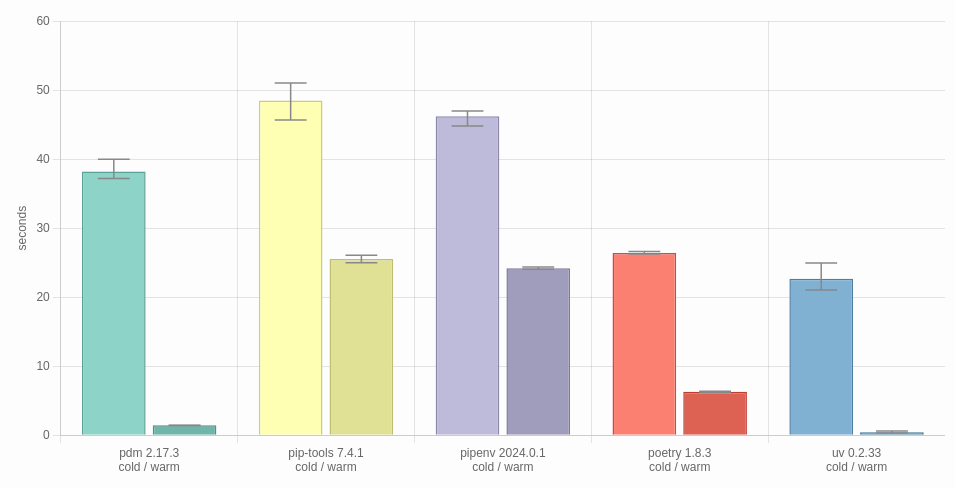 60
50
40
30
20
10
0
seconds
pdm 2.17.3
cold / warm
pip-tools 7.4.1
cold / warm
pipenv 2024.0.1
cold / warm
poetry 1.8.3
cold / warm
uv 0.2.33
cold / warm